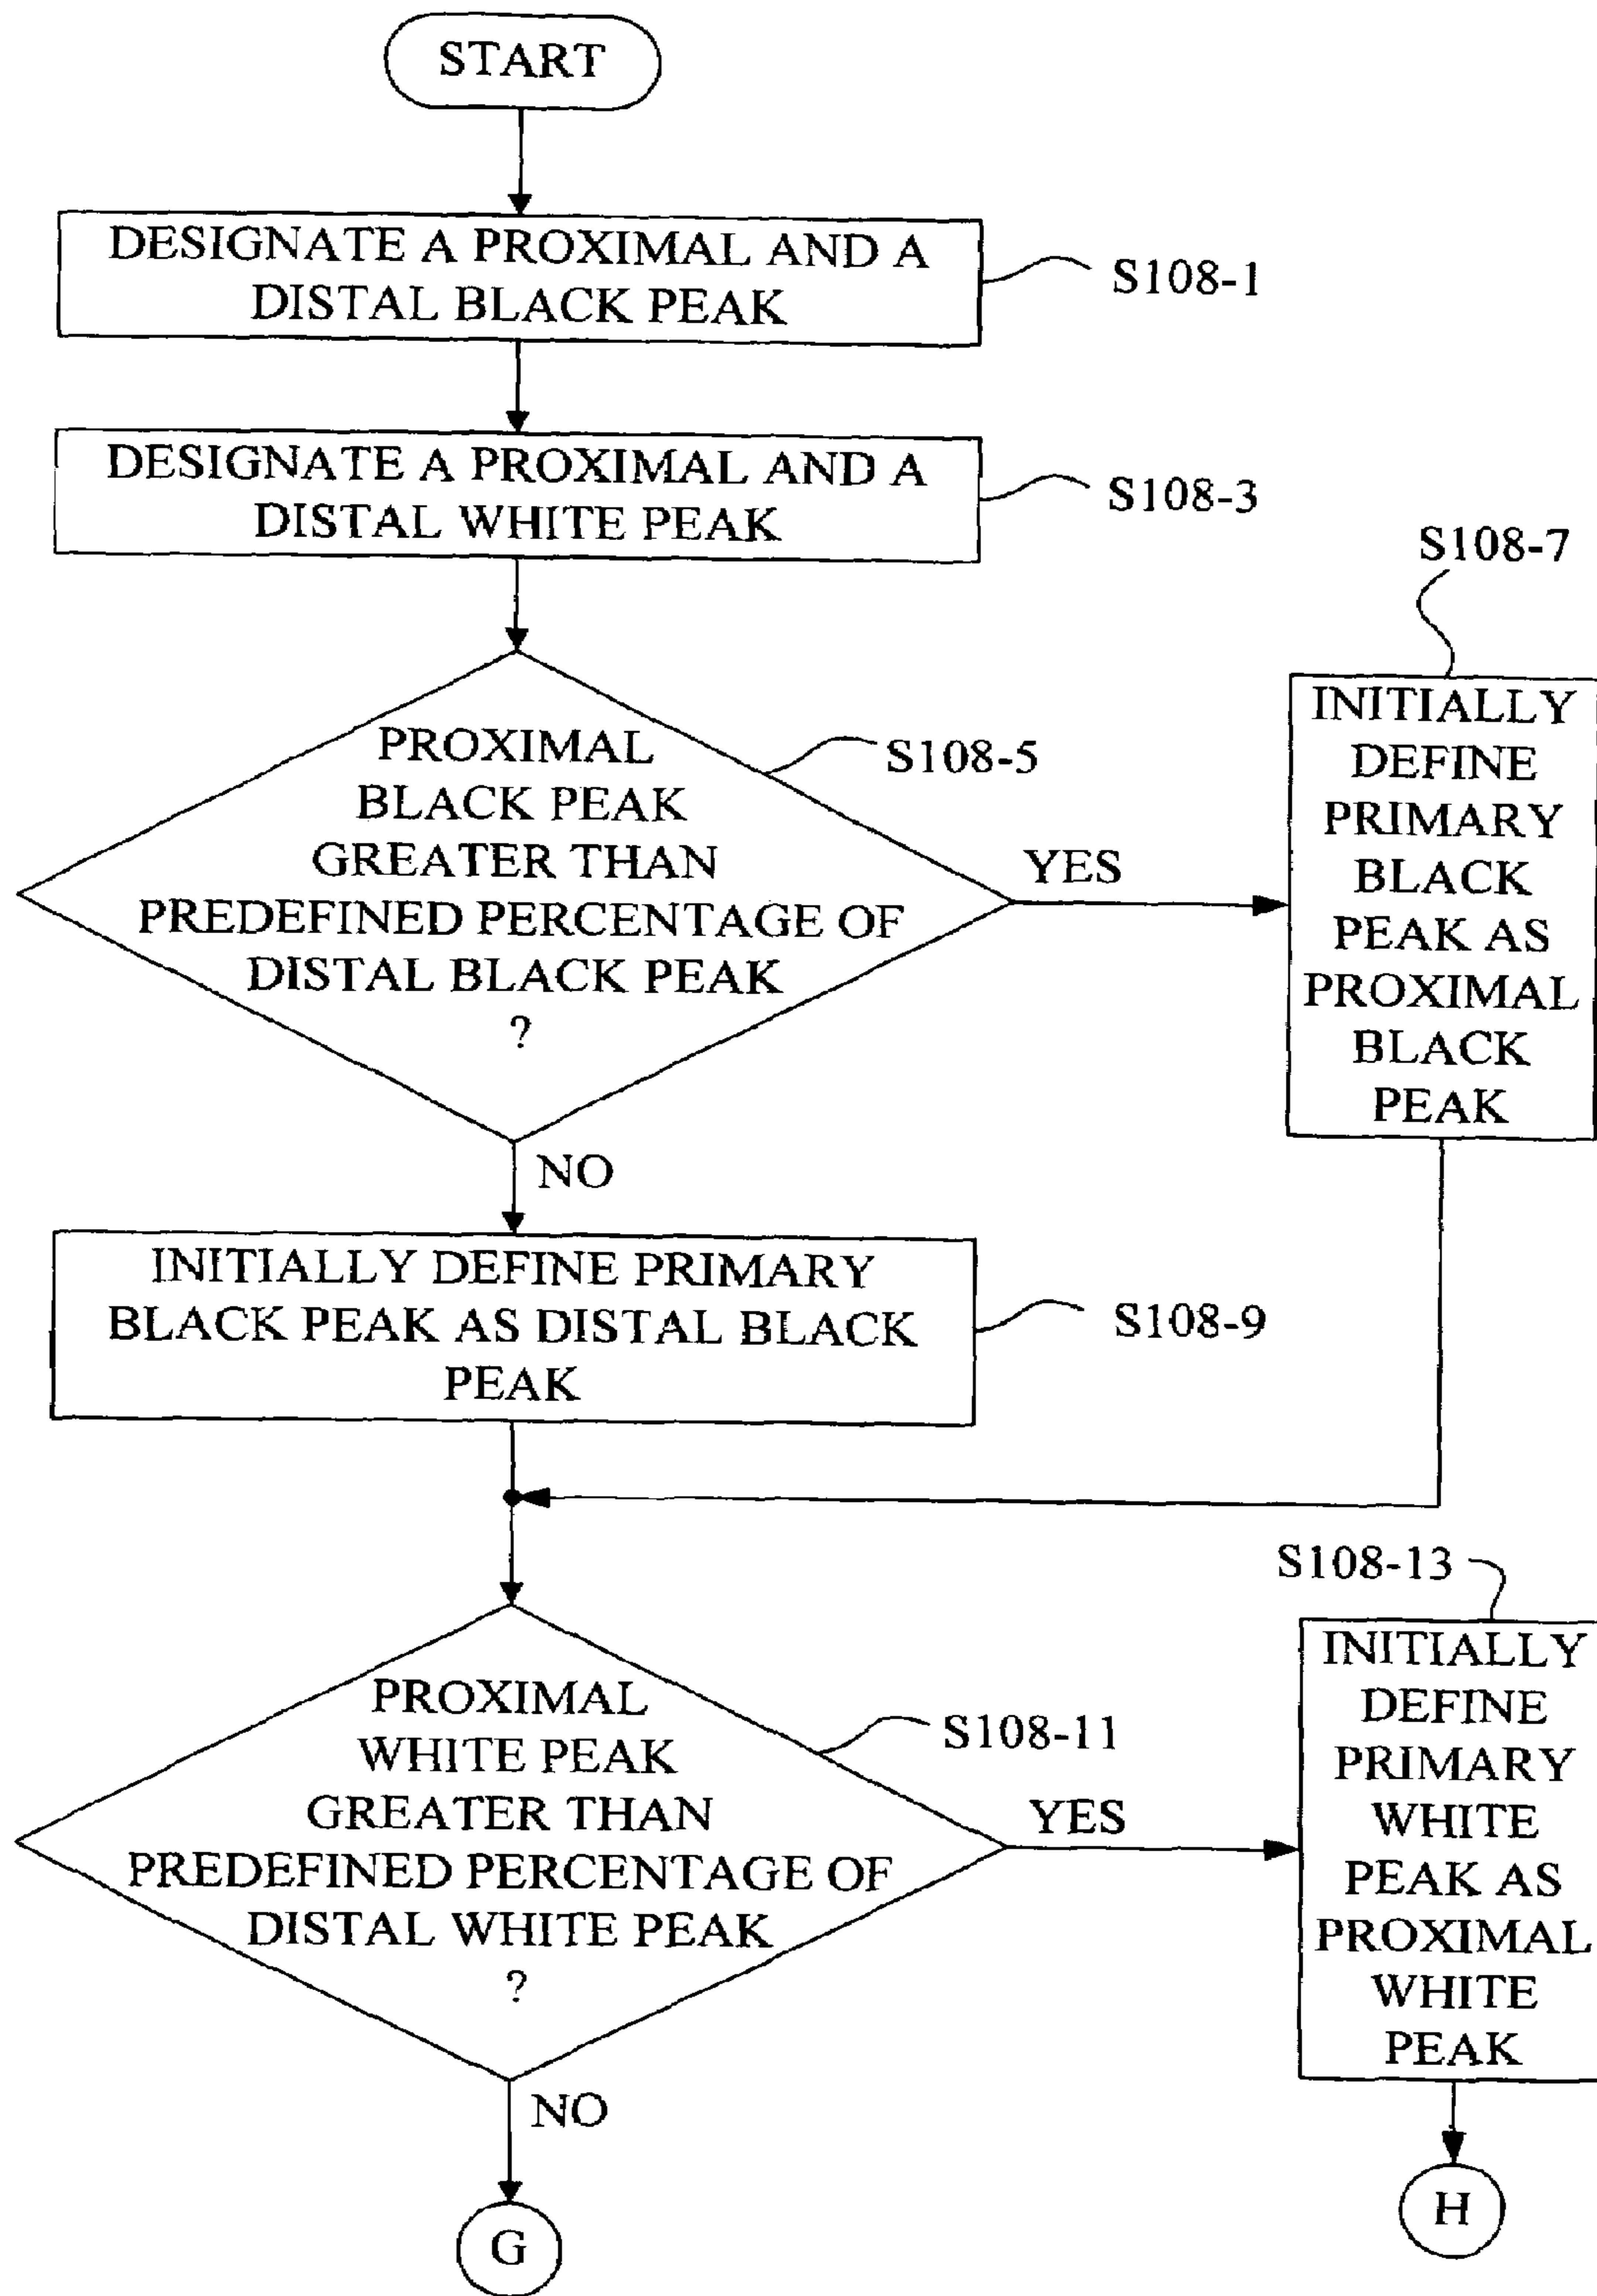 START
DESIGNATE A PROXIMAL AND A
DISTAL BLACK PEAK
S108-1
DESIGNATE A PROXIMAL AND A
DISTAL WHITE PEAK
S108-3
S108-7
PROXIMAL
BLACK PEAK
GREATER THAN
PREDEFINED PERCENTAGE OF
DISTAL BLACK PEAK
?
S108-5
YES
INITIALLY
DEFINE
PRIMARY
BLACK
PEAK AS
PROXIMAL
BLACK
PEAK
NO
INITIALLY DEFINE PRIMARY
BLACK PEAK AS DISTAL BLACK
PEAK
S108-9
S108-13
PROXIMAL
WHITE PEAK
GREATER THAN
PREDEFINED PERCENTAGE OF
DISTAL WHITE PEAK
?
S108-11
YES
INITIALLY
DEFINE
PRIMARY
WHITE
PEAK AS
PROXIMAL
WHITE
PEAK
NO
G
H